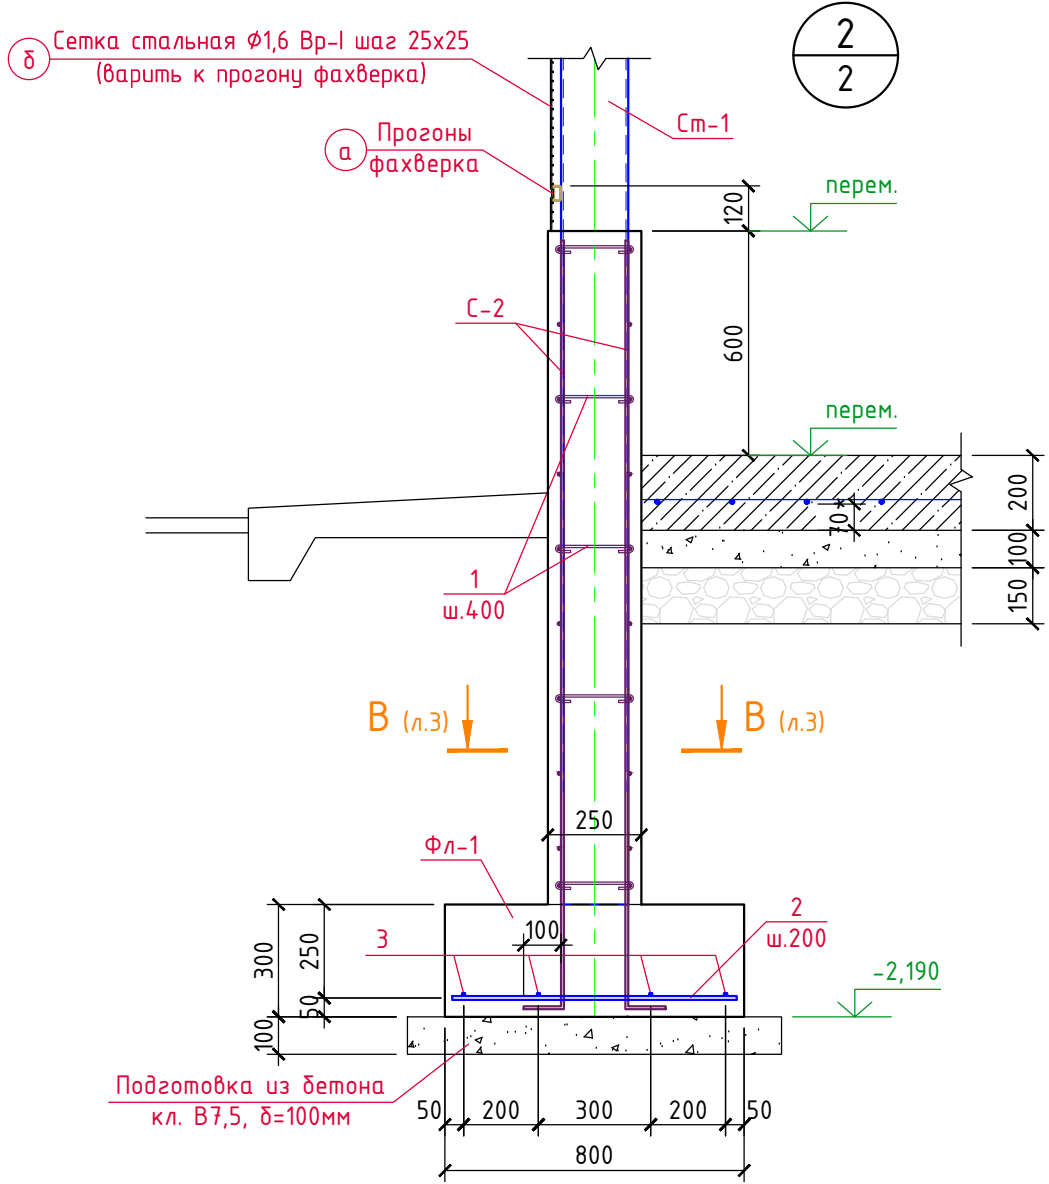 б
Сетка стальная Ф1,6 Вр-I шаг 25х25
(варить к прогону фахверка)
2
2
а
Прогоны
фахверка
Ст-1
120
перем.
С-2
600
перем.
200
70*
100
150
1
ш.400
В (л.3)
В (л.3)
250
Фл-1
300
250
50
100
3
100
2
ш.200
-2,190
Подготовка из бетона
кл. В7,5, δ=100мм
50 200 300 200 50
800